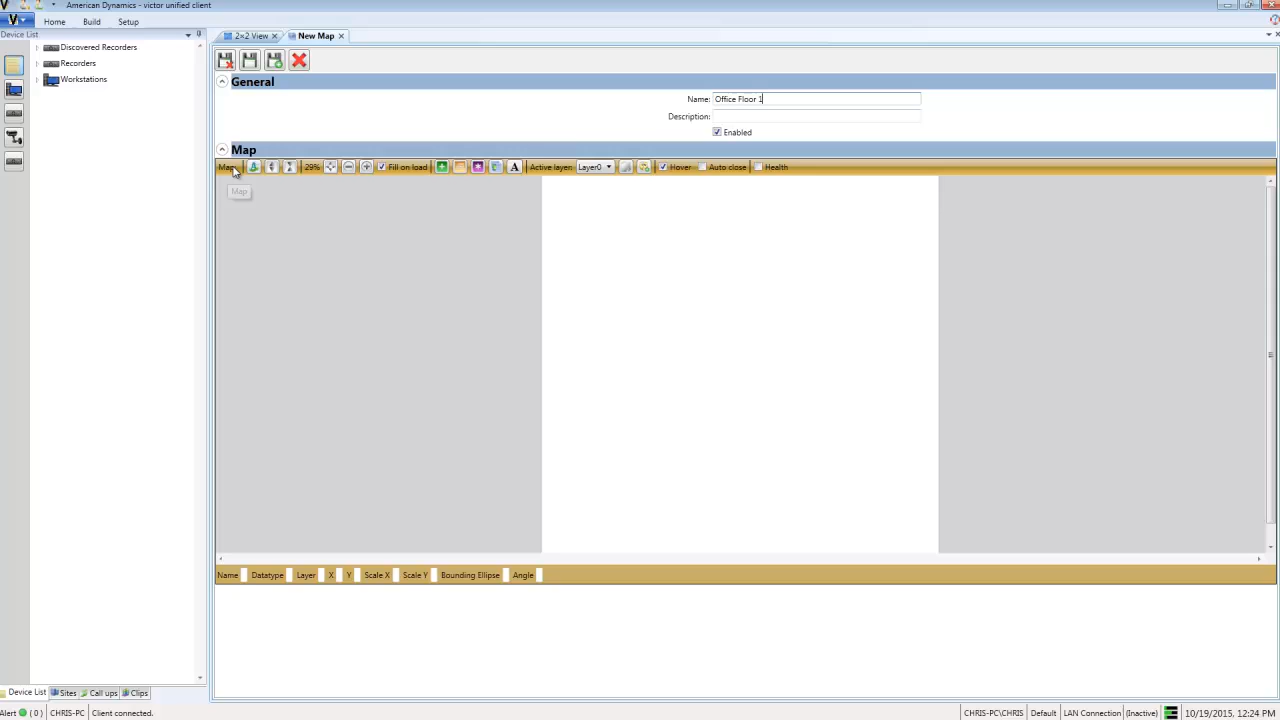 American Dynamics - victor unified client
V Home Build Setup
Device List
2×2 View New Map
Discovered Recorders
Recorders
Workstations
General
Name: Office Floor 1
Description:
Enabled
Map
Map 29% Fill on load A Active layer: Layer0 Hover Auto close Health
Map
Name Datatype Layer X Y Scale X Scale Y Bounding Ellipse Angle
Device List Sites Call ups Clips
Alert ( 0 ) CHRIS-PC Client connected. CHRIS-PC\CHRIS Default LAN Connection (Inactive) 10/19/2015, 12:24 PM